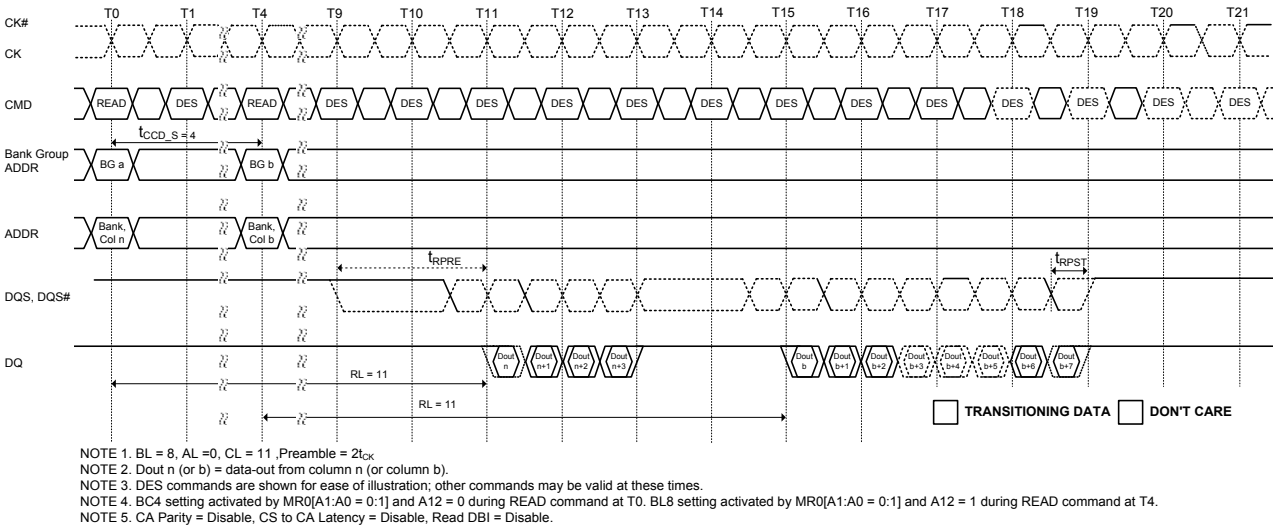 T0 T1 T4 T9 T10 T11 T12 T13 T14 T15 T16 T17 T18 T19 T20 T21
CK#
CK
CMD READ DES READ DES DES DES DES DES DES DES DES DES DES DES DES DES
tCCD_S = 4
Bank Group
ADDR
BG a BG b
ADDR
Bank, Col n
Bank, Col b
tRPRE tRPST
DQS, DQS#
DQ
Dout n
Dout n+1
Dout n+2
Dout n+3
Dout b
Dout b+1
Dout b+2
Dout b+3
Dout b+4
Dout b+5
Dout b+6
Dout b+7
RL = 11
RL = 11
TRANSITIONING DATA DON'T CARE
NOTE 1. BL = 8, AL =0, CL = 11 ,Preamble = 2tCK
NOTE 2. Dout n (or b) = data-out from column n (or column b).
NOTE 3. DES commands are shown for ease of illustration; other commands may be valid at these times.
NOTE 4. BC4 setting activated by MR0[A1:A0 = 0:1] and A12 = 0 during READ command at T0. BL8 setting activated by MR0[A1:A0 = 0:1] and A12 = 1 during READ command at T4.
NOTE 5. CA Parity = Disable, CS to CA Latency = Disable, Read DBI = Disable.